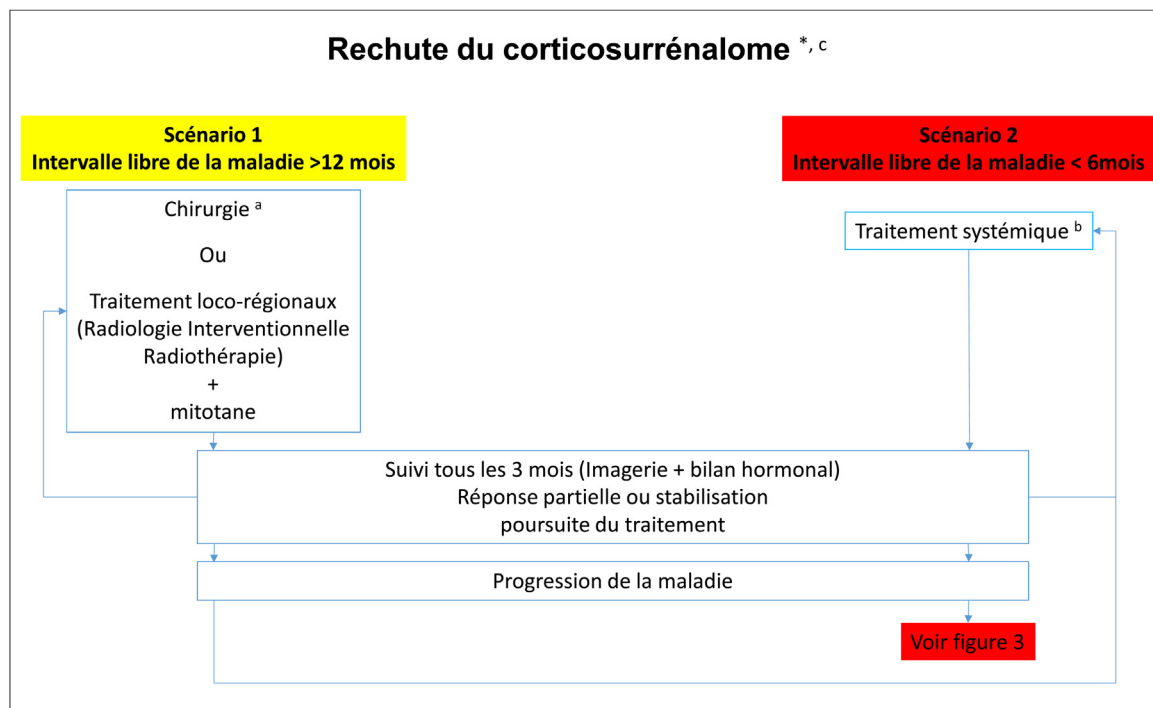 Rechute du corticosurrénalome *, c
Scénario 1
Intervalle libre de la maladie >12 mois
Scénario 2
Intervalle libre de la maladie < 6mois
Chirurgie a
Ou
Traitement loco-régionaux
(Radiologie Interventionnelle
Radiothérapie)
+
mitotane
Traitement systémique b
Suivi tous les 3 mois (Imagerie + bilan hormonal)
Réponse partielle ou stabilisation
poursuite du traitement
Progression de la maladie
Voir figure 3